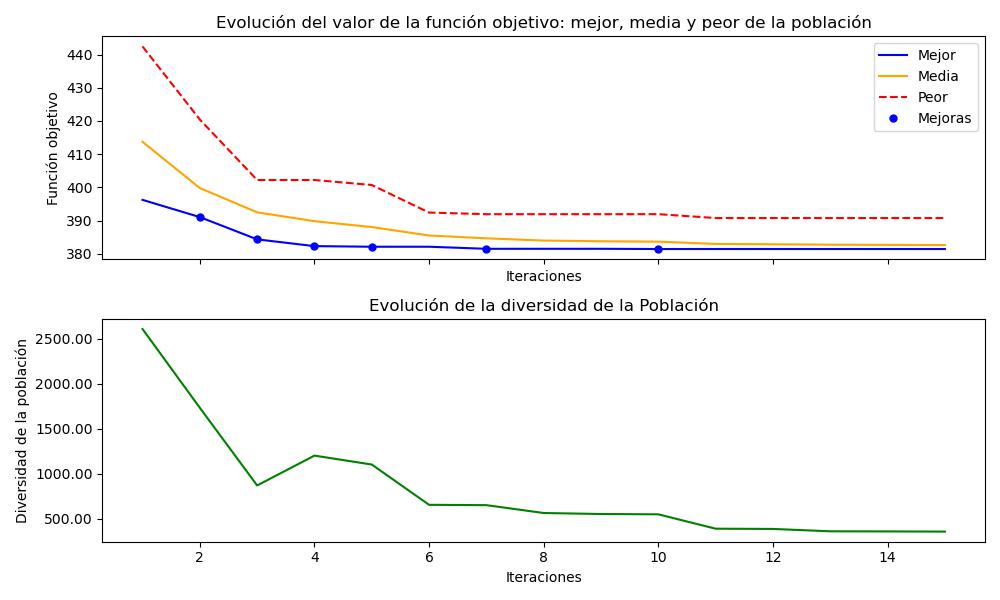 Evolución del valor de la función objetivo: mejor, media y peor de la población
440
430
420
410
400
390
380
Función objetivo
Mejor
Media
Peor
Mejoras
Iteraciones
Evolución de la diversidad de la Población
2500.00
2000.00
1500.00
1000.00
500.00
Diversidad de la población
2 4 6 8 10 12 14
Iteraciones